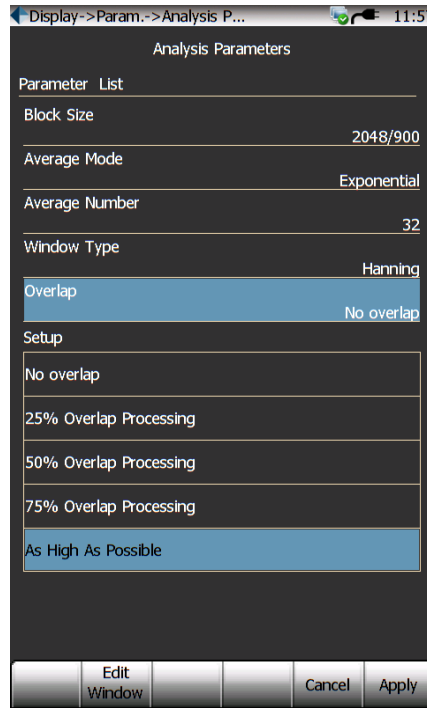 Display->Param.->Analysis P... 11:5
Analysis Parameters
Parameter List
Block Size
2048/900
Average Mode
Exponential
Average Number
32
Window Type
Hanning
Overlap
No overlap
Setup
No overlap
25% Overlap Processing
50% Overlap Processing
75% Overlap Processing
As High As Possible
Edit
Window
Cancel Apply